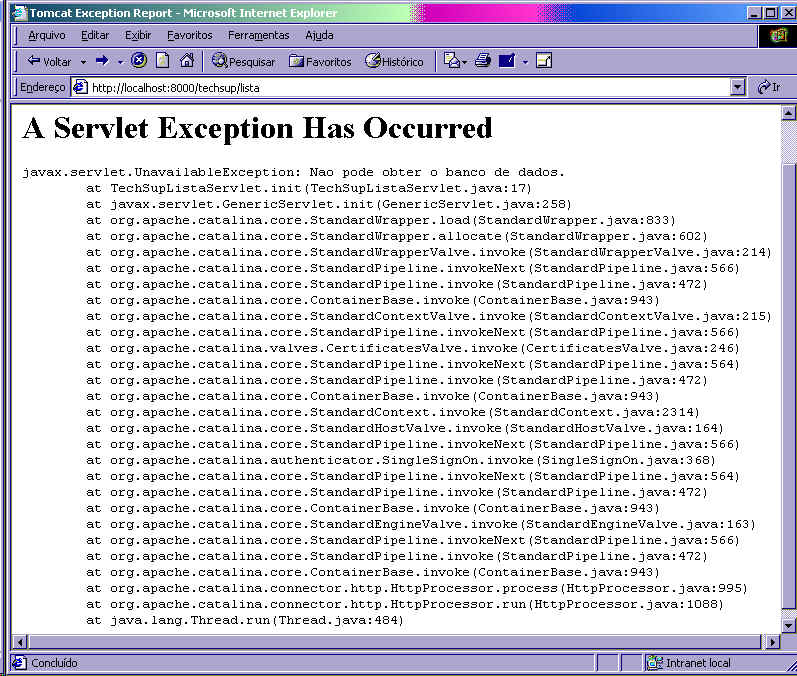 Tomcat Exception Report - Microsoft Internet Explorer
Arquivo Editar Exibir Favoritos Ferramentas Ajuda
Voltar Pesquisar Favoritos Histórico
Endereço http://localhost:8000/techsup/lista Ir
A Servlet Exception Has Occurred
javax.servlet.UnavailableException: Nao pode obter o banco de dados.
at TechSupListaServlet.init(TechSupListaServlet.java:17)
at javax.servlet.GenericServlet.init(GenericServlet.java:258)
at org.apache.catalina.core.StandardWrapper.load(StandardWrapper.java:833)
at org.apache.catalina.core.StandardWrapper.allocate(StandardWrapper.java:602)
at org.apache.catalina.core.StandardWrapperValve.invoke(StandardWrapperValve.java:214)
at org.apache.catalina.core.StandardPipeline.invokeNext(StandardPipeline.java:566)
at org.apache.catalina.core.StandardPipeline.invoke(StandardPipeline.java:472)
at org.apache.catalina.core.ContainerBase.invoke(ContainerBase.java:943)
at org.apache.catalina.core.StandardContextValve.invoke(StandardContextValve.java:215)
at org.apache.catalina.core.StandardPipeline.invokeNext(StandardPipeline.java:566)
at org.apache.catalina.valves.CertificatesValve.invoke(CertificatesValve.java:246)
at org.apache.catalina.core.StandardPipeline.invokeNext(StandardPipeline.java:564)
at org.apache.catalina.core.StandardPipeline.invoke(StandardPipeline.java:472)
at org.apache.catalina.core.ContainerBase.invoke(ContainerBase.java:943)
at org.apache.catalina.core.StandardContext.invoke(StandardContext.java:2314)
at org.apache.catalina.core.StandardHostValve.invoke(StandardHostValve.java:164)
at org.apache.catalina.core.StandardPipeline.invokeNext(StandardPipeline.java:566)
at org.apache.catalina.authenticator.SingleSignOn.invoke(SingleSignOn.java:368)
at org.apache.catalina.core.StandardPipeline.invokeNext(StandardPipeline.java:564)
at org.apache.catalina.core.StandardPipeline.invoke(StandardPipeline.java:472)
at org.apache.catalina.core.ContainerBase.invoke(ContainerBase.java:943)
at org.apache.catalina.core.StandardEngineValve.invoke(StandardEngineValve.java:163)
at org.apache.catalina.core.StandardPipeline.invokeNext(StandardPipeline.java:566)
at org.apache.catalina.core.StandardPipeline.invoke(StandardPipeline.java:472)
at org.apache.catalina.core.ContainerBase.invoke(ContainerBase.java:943)
at org.apache.catalina.connector.http.HttpProcessor.process(HttpProcessor.java:995)
at org.apache.catalina.connector.http.HttpProcessor.run(HttpProcessor.java:1088)
at java.lang.Thread.run(Thread.java:484)
Concluído Intranet local